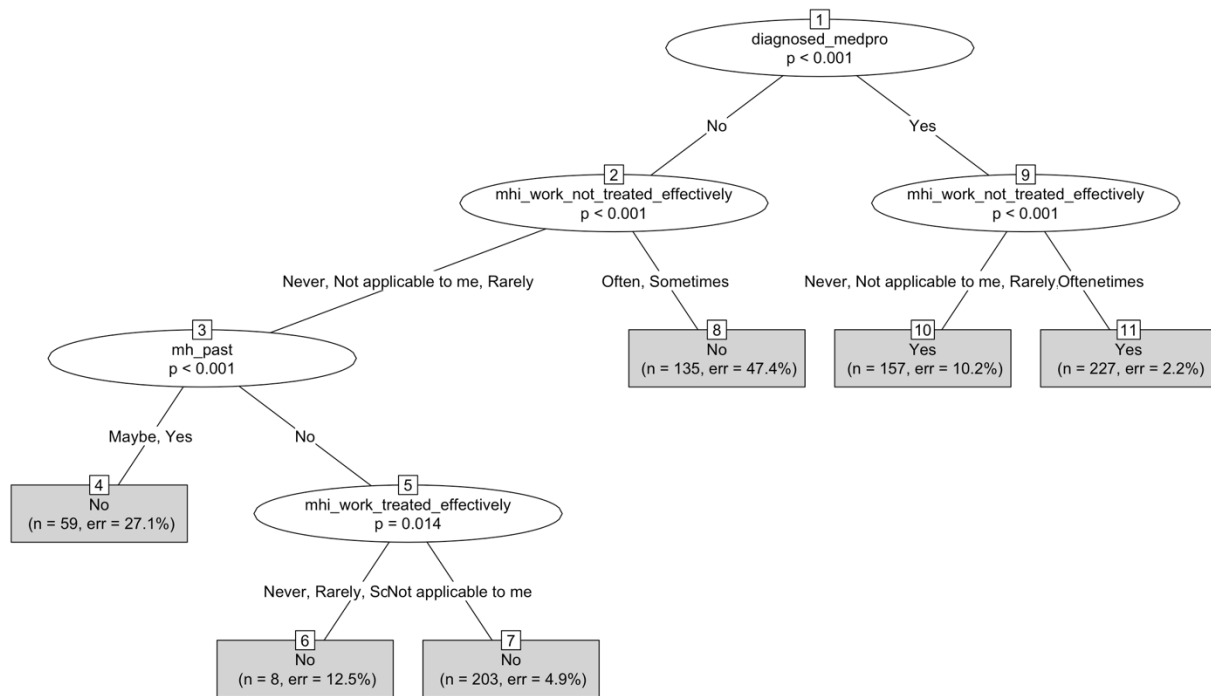 1
diagnosed_medpro
p < 0.001
No
Yes
2
mhi_work_not_treated_effectively
p < 0.001
9
mhi_work_not_treated_effectively
p < 0.001
Never, Not applicable to me, Rarely
Often, Sometimes
Never, Not applicable to me, Rarely
Often
etimes
3
mh_past
p < 0.001
8
No
(n = 135, err = 47.4%)
10
Yes
(n = 157, err = 10.2%)
11
Yes
(n = 227, err = 2.2%)
Maybe, Yes
No
4
No
(n = 59, err = 27.1%)
5
mhi_work_treated_effectively
p = 0.014
Never, Rarely,
Not applicable to me
6
No
(n = 8, err = 12.5%)
7
No
(n = 203, err = 4.9%)